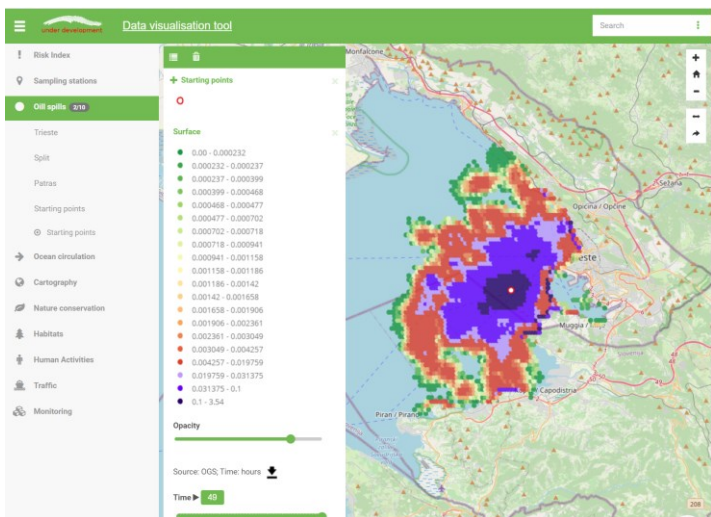 under development
Data visualisation tool
Search
Risk Index
Sampling stations
Oill spills 2/10
Trieste
Split
Patras
Starting points
Starting points
Ocean circulation
Cartography
Nature conservation
Habitats
Human Activities
Traffic
Monitoring
Starting points
Surface
0.00 - 0.000232
0.000232 - 0.000237
0.000237 - 0.000399
0.000399 - 0.000468
0.000468 - 0.000477
0.000477 - 0.000702
0.000702 - 0.000718
0.000718 - 0.000941
0.000941 - 0.001158
0.001158 - 0.001186
0.001186 - 0.00142
0.00142 - 0.001658
0.001658 - 0.001906
0.001906 - 0.002361
0.002361 - 0.003049
0.003049 - 0.004257
0.004257 - 0.019759
0.019759 - 0.031375
0.031375 - 0.1
0.1 - 3.54
Opacity
Source: OGS; Time: hours
Time 49
Monfalcone
Sežana
Opicina / Opčine
este
Muggia /
/ Capodistria
Piran / Pirano
208